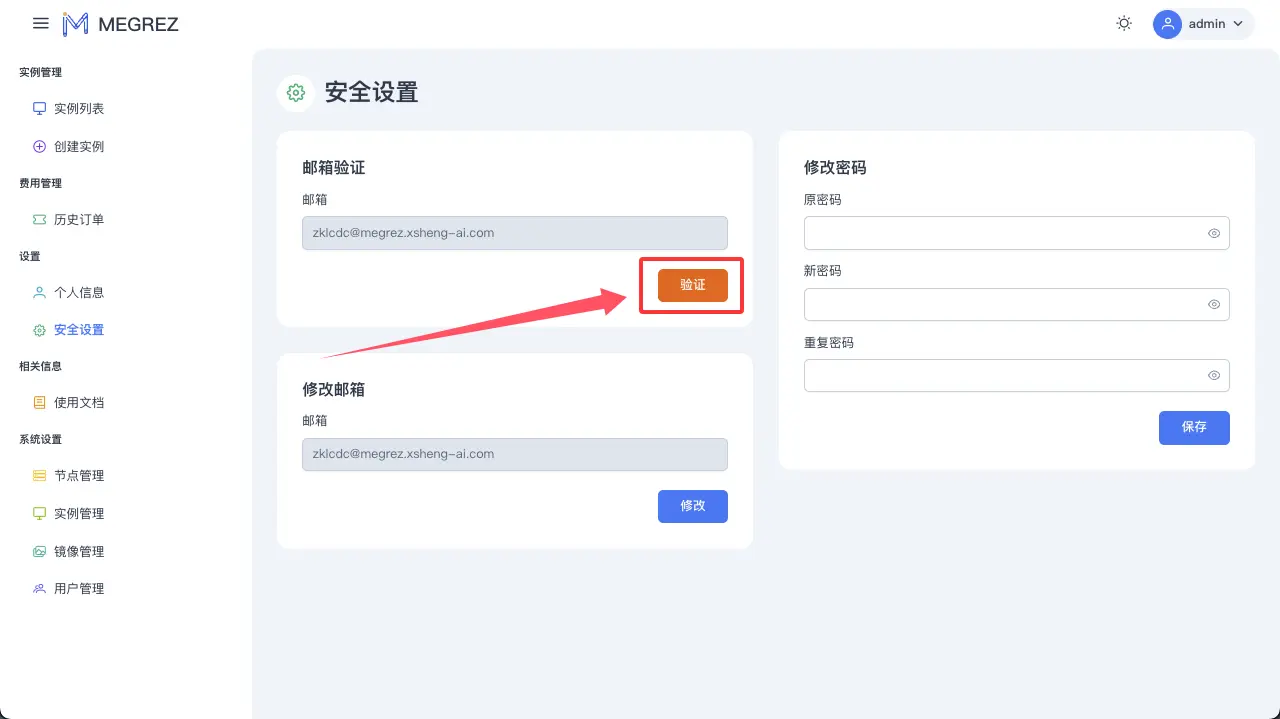 MEGREZ
admin
实例管理
实例列表
创建实例
费用管理
历史订单
设置
个人信息
安全设置
相关信息
使用文档
系统设置
节点管理
实例管理
镜像管理
用户管理
安全设置
邮箱验证
邮箱
zklcdc@megrez.xsheng-ai.com
验证
修改邮箱
邮箱
zklcdc@megrez.xsheng-ai.com
修改
修改密码
原密码
新密码
重复密码
保存